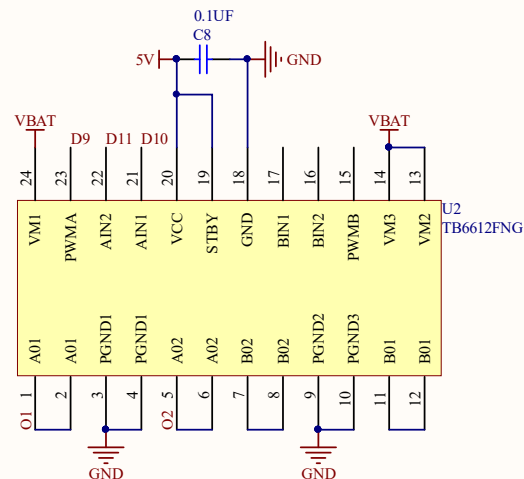 0.1UF
C8
5V
GND
VBAT
D9
D11
D10
VBAT
24
23
22
21
20
19
18
17
16
15
14
13
U2
TB6612FNG
VM1
PWMA
AIN2
AIN1
VCC
STBY
GND
BIN1
BIN2
PWMB
VM3
VM2
A01
A01
PGND1
PGND1
A02
A02
B02
B02
PGND2
PGND3
B01
B01
1
2
3
4
5
6
7
8
9
10
11
12
O1
O2
GND
GND